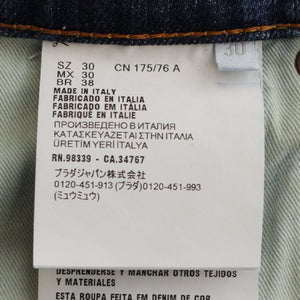 30
SZ 30 CN 175/76 A
MX 30
BR 38
MADE IN ITALY
FABRICADO EN ITALIA
FABRICADO EM ITÁLIA
FABRIQUÉ EN ITALIE
ПРОИЗВЕДЕНО В ИТАЛИЯ
ΚΑΤΑΣΚΕΥΑΖΕΤΑΙ ΣΤΗΝ ΙΤΑΛΙΑ
ÜRETİM YERİ İTALYA
RN.98339 - CA.34767
プラダジャパン株式会社
0120-451-913 (プラダ) 0120-451-993
(ミュウミュウ)
DESPRENDERSE Y MANCHAR OTROS TEJIDOS
Y MATERIALES
ESTA ROUPA FEITA EM DENIM DE COR